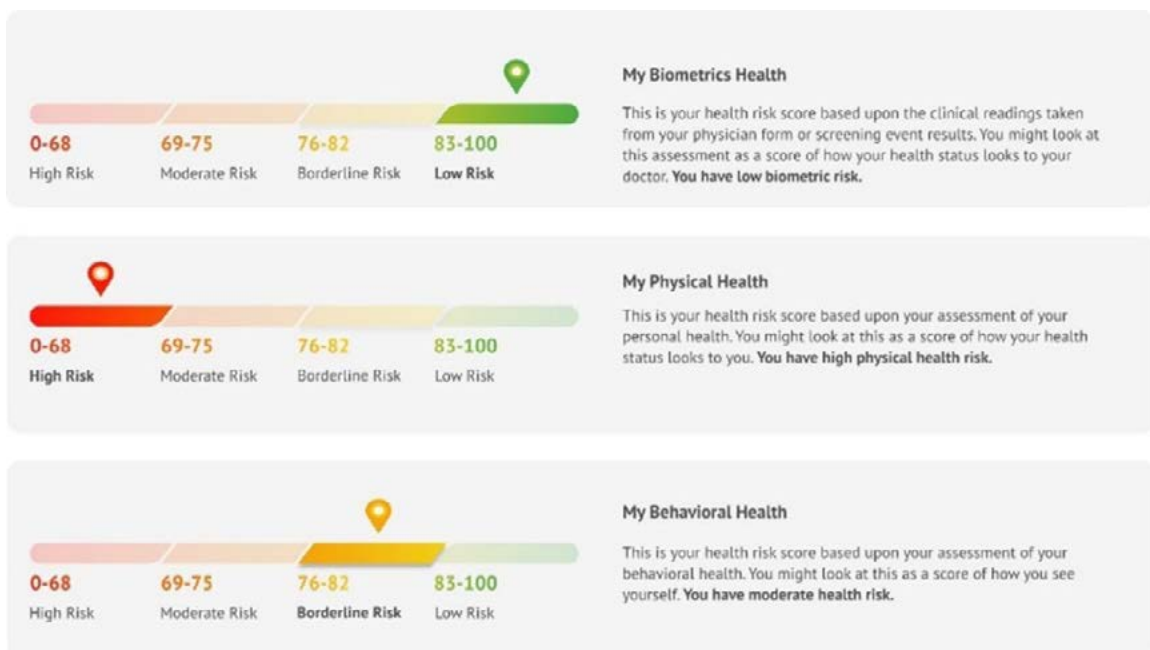 My Biometrics Health
This is your health risk score based upon the clinical readings taken
from your physician form or screening event results. You might look at
this assessment as a score of how your health status looks to your
doctor. You have low biometric risk.
0-68 69-75 76-82 83-100
High Risk Moderate Risk Borderline Risk Low Risk
My Physical Health
This is your health risk score based upon your assessment of your
personal health. You might look at this as a score of how your health
status looks to you. You have high physical health risk.
0-68 69-75 76-82 83-100
High Risk Moderate Risk Borderline Risk Low Risk
My Behavioral Health
This is your health risk score based upon your assessment of your
behavioral health. You might look at this as a score of how you see
yourself. You have moderate health risk.
0-68 69-75 76-82 83-100
High Risk Moderate Risk Borderline Risk Low Risk